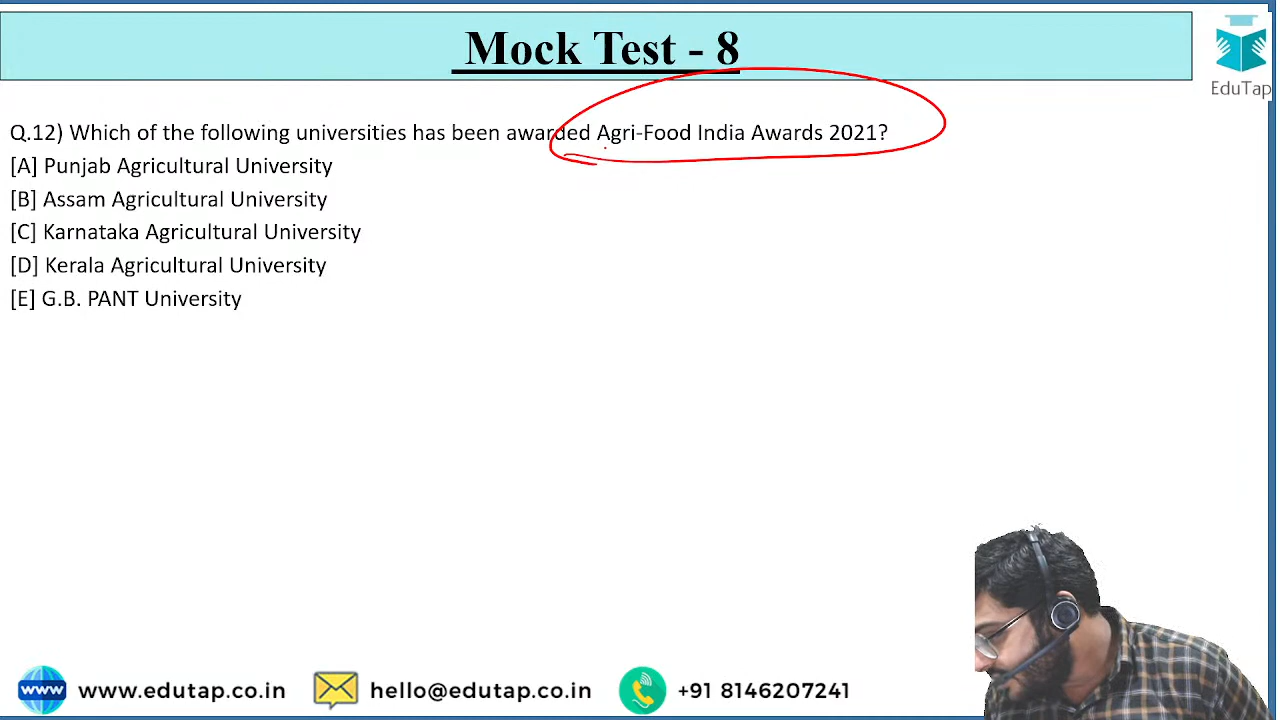 Mock Test - 8
EduTap
Q.12) Which of the following universities has been awarded Agri-Food India Awards 2021?
[A] Punjab Agricultural University
[B] Assam Agricultural University
[C] Karnataka Agricultural University
[D] Kerala Agricultural University
[E] G.B. PANT University
www www.edutap.co.in hello@edutap.co.in +91 8146207241